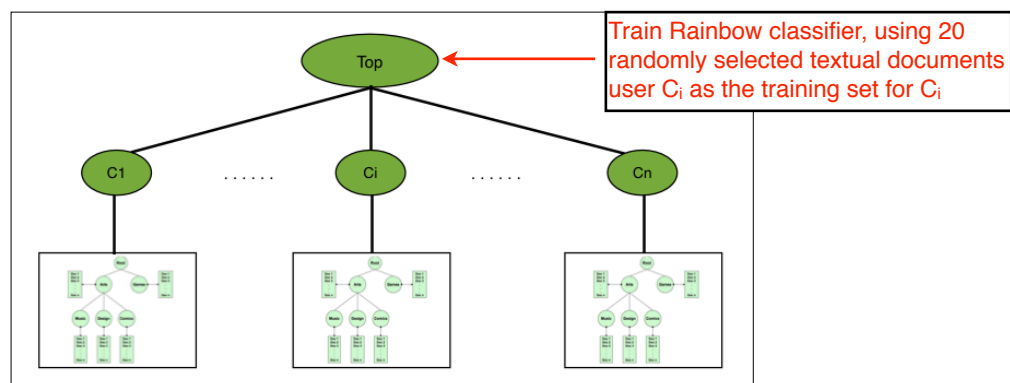 Train Rainbow classifier, using 20
randomly selected textual documents
user Ci as the training set for Ci
Top
C1
......
Ci
......
Cn
Root
Arts
Games
Music
Design
Comics
Root
Arts
Games
Music
Design
Comics
Root
Arts
Games
Music
Design
Comics